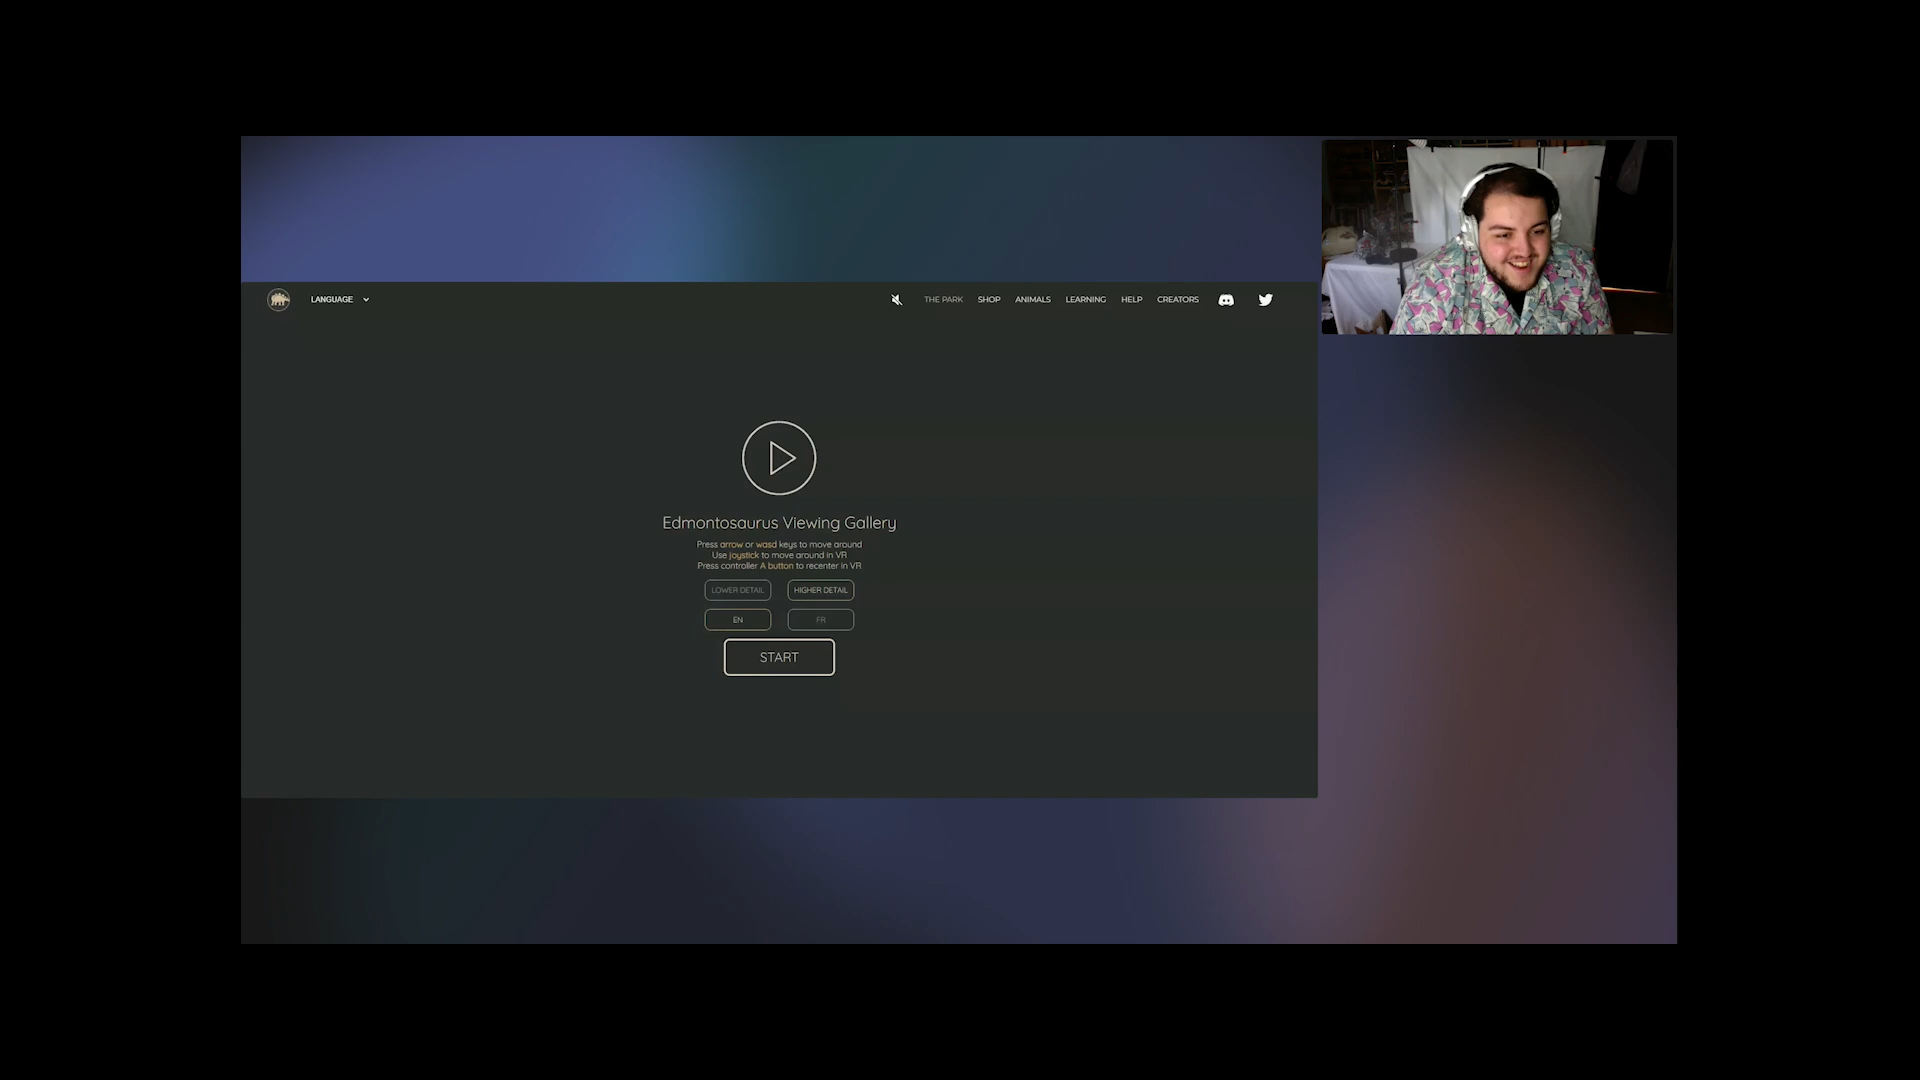 LANGUAGE
THE PARK SHOP ANIMALS LEARNING HELP CREATORS
Edmontosaurus Viewing Gallery
Press arrow or wasd keys to move around
Use joystick to move around in VR
Press controller A button to recenter in VR
LOWER DETAIL HIGHER DETAIL
EN FR
START